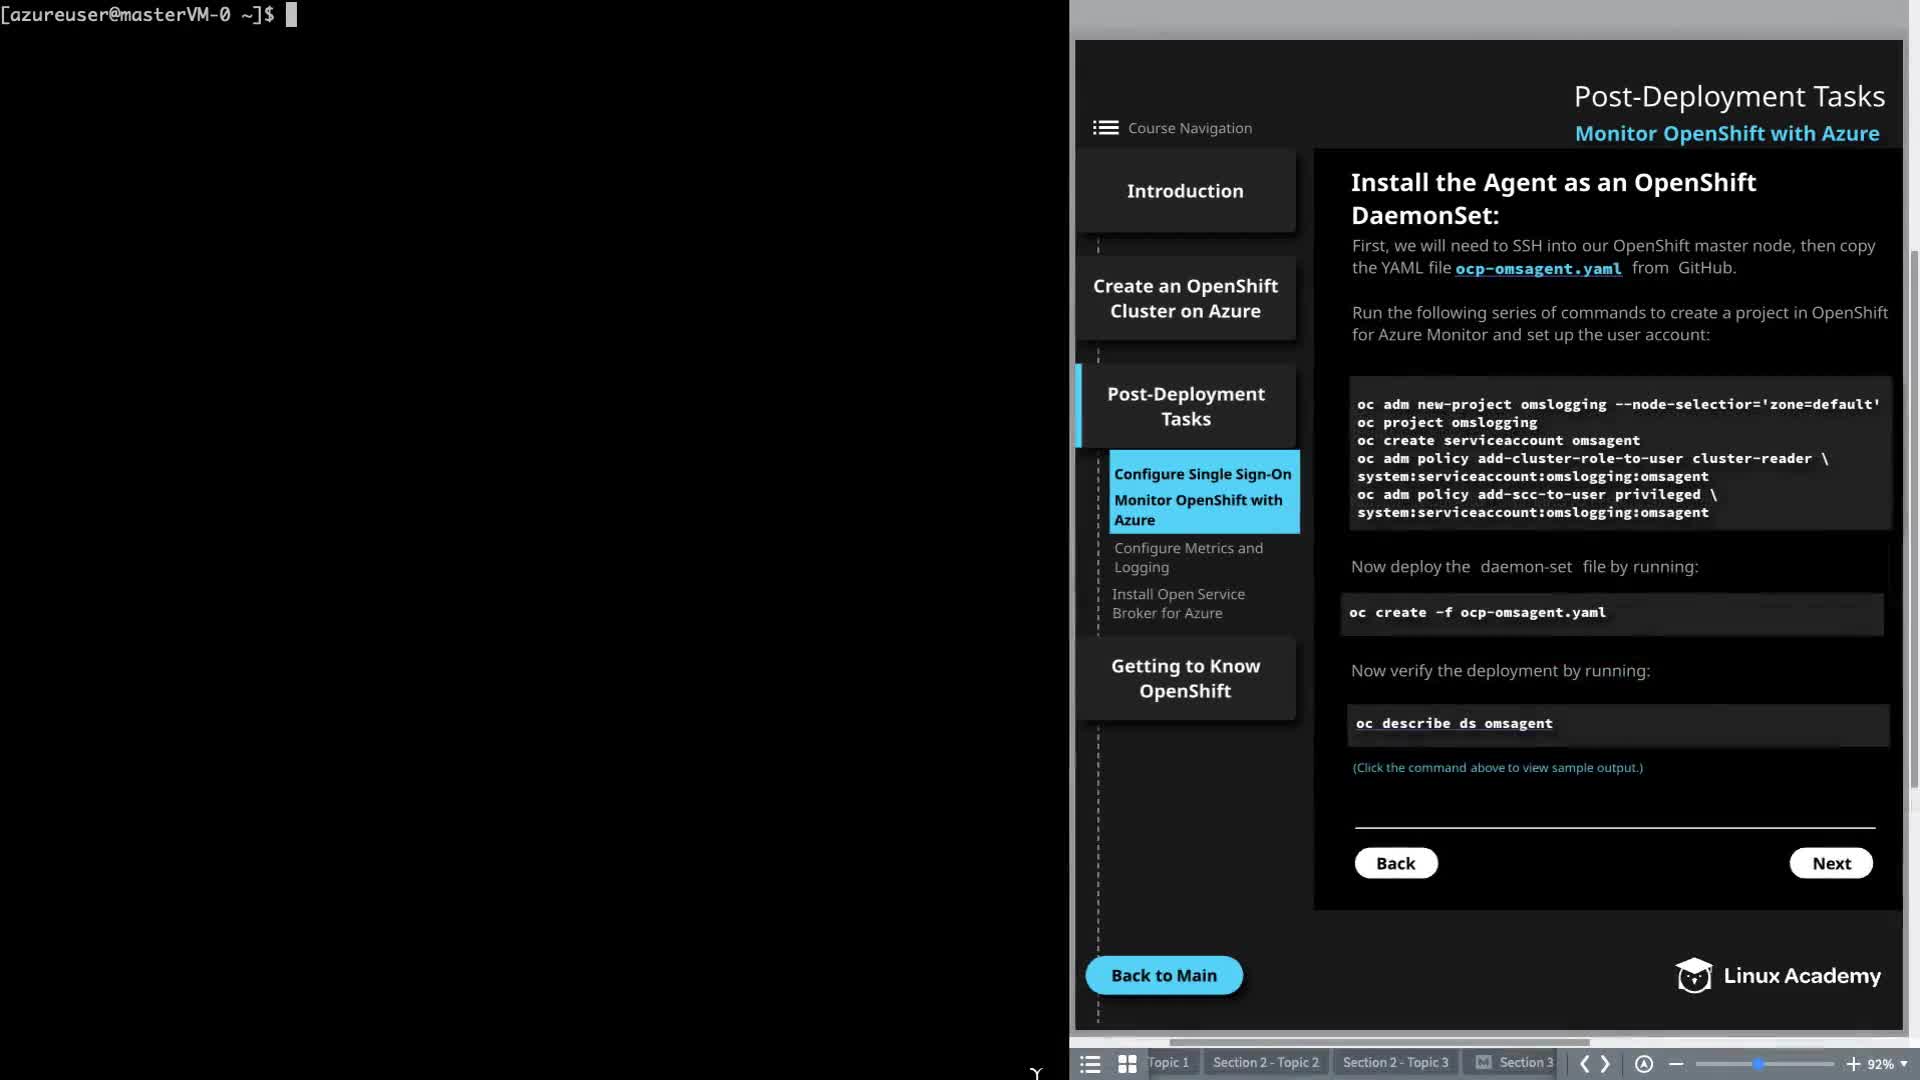 [azureuser@masterVM-0 ~]$
Post-Deployment Tasks
Monitor OpenShift with Azure
Course Navigation
Introduction
Create an OpenShift
Cluster on Azure
Post-Deployment
Tasks
Configure Single Sign-On
Monitor OpenShift with
Azure
Configure Metrics and
Logging
Install Open Service
Broker for Azure
Getting to Know
OpenShift
Install the Agent as an OpenShift
DaemonSet:
First, we will need to SSH into our OpenShift master node, then copy
the YAML file ocp-omsagent.yaml from GitHub.
Run the following series of commands to create a project in OpenShift
for Azure Monitor and set up the user account:
oc adm new-project omslogging --node-selectior='zone=default'
oc project omslogging
oc create serviceaccount omsagent
oc adm policy add-cluster-role-to-user cluster-reader \
system:serviceaccount:omslogging:omsagent
oc adm policy add-scc-to-user privileged \
system:serviceaccount:omslogging:omsagent
Now deploy the daemon-set file by running:
oc create -f ocp-omsagent.yaml
Now verify the deployment by running:
oc describe ds omsagent
(Click the command above to view sample output.)
Back
Next
Back to Main
Linux Academy
Topic 1
Section 2 - Topic 2
Section 2 - Topic 3
M
Section 3
A
92%